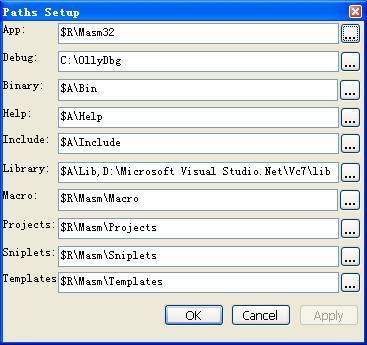 Paths Setup
App: $R\Masm32 ...
Debug: C:\OllyDbg ...
Binary: $A\Bin ...
Help: $A\Help ...
Include: $A\Include ...
Library: $A\Lib,D:\Microsoft Visual Studio.Net\Vc7\lib ...
Macro: $R\Masm\Macro ...
Projects: $R\Masm\Projects ...
Sniplets: $R\Masm\Sniplets ...
Templates $R\Masm\Templates ...
OK Cancel Apply